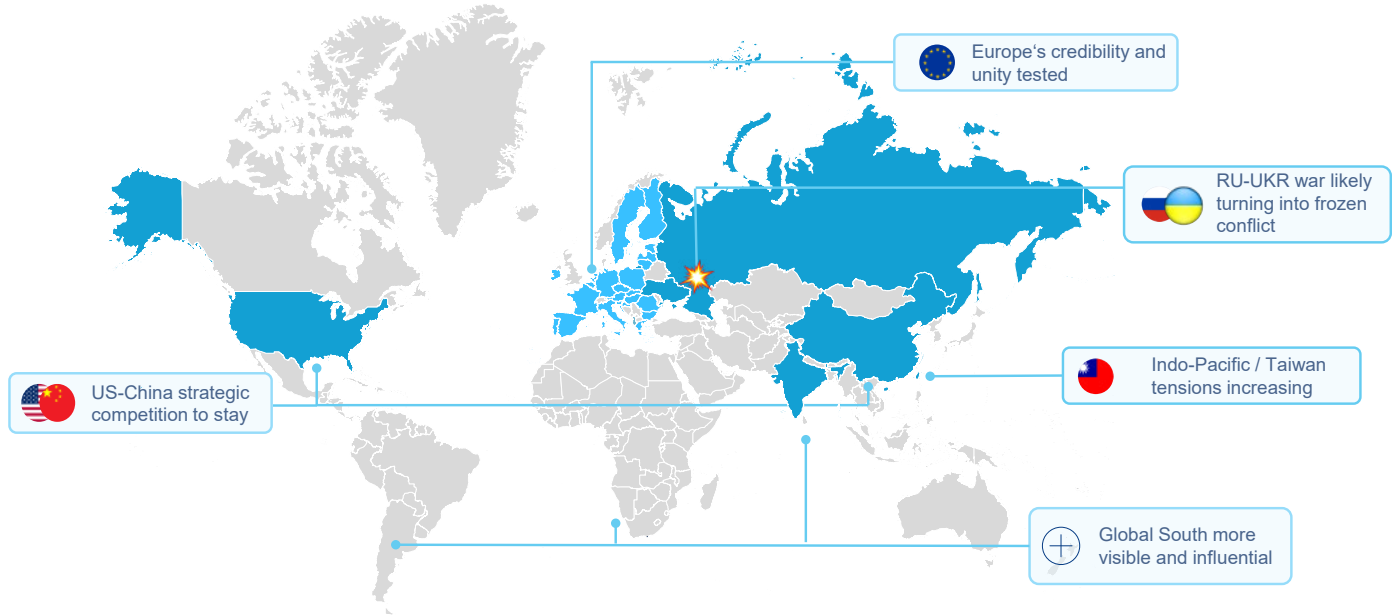 Europe‘s credibility and
unity tested
RU-UKR war likely
turning into frozen
conflict
Indo-Pacific / Taiwan
tensions increasing
US-China strategic
competition to stay
Global South more
visible and influential